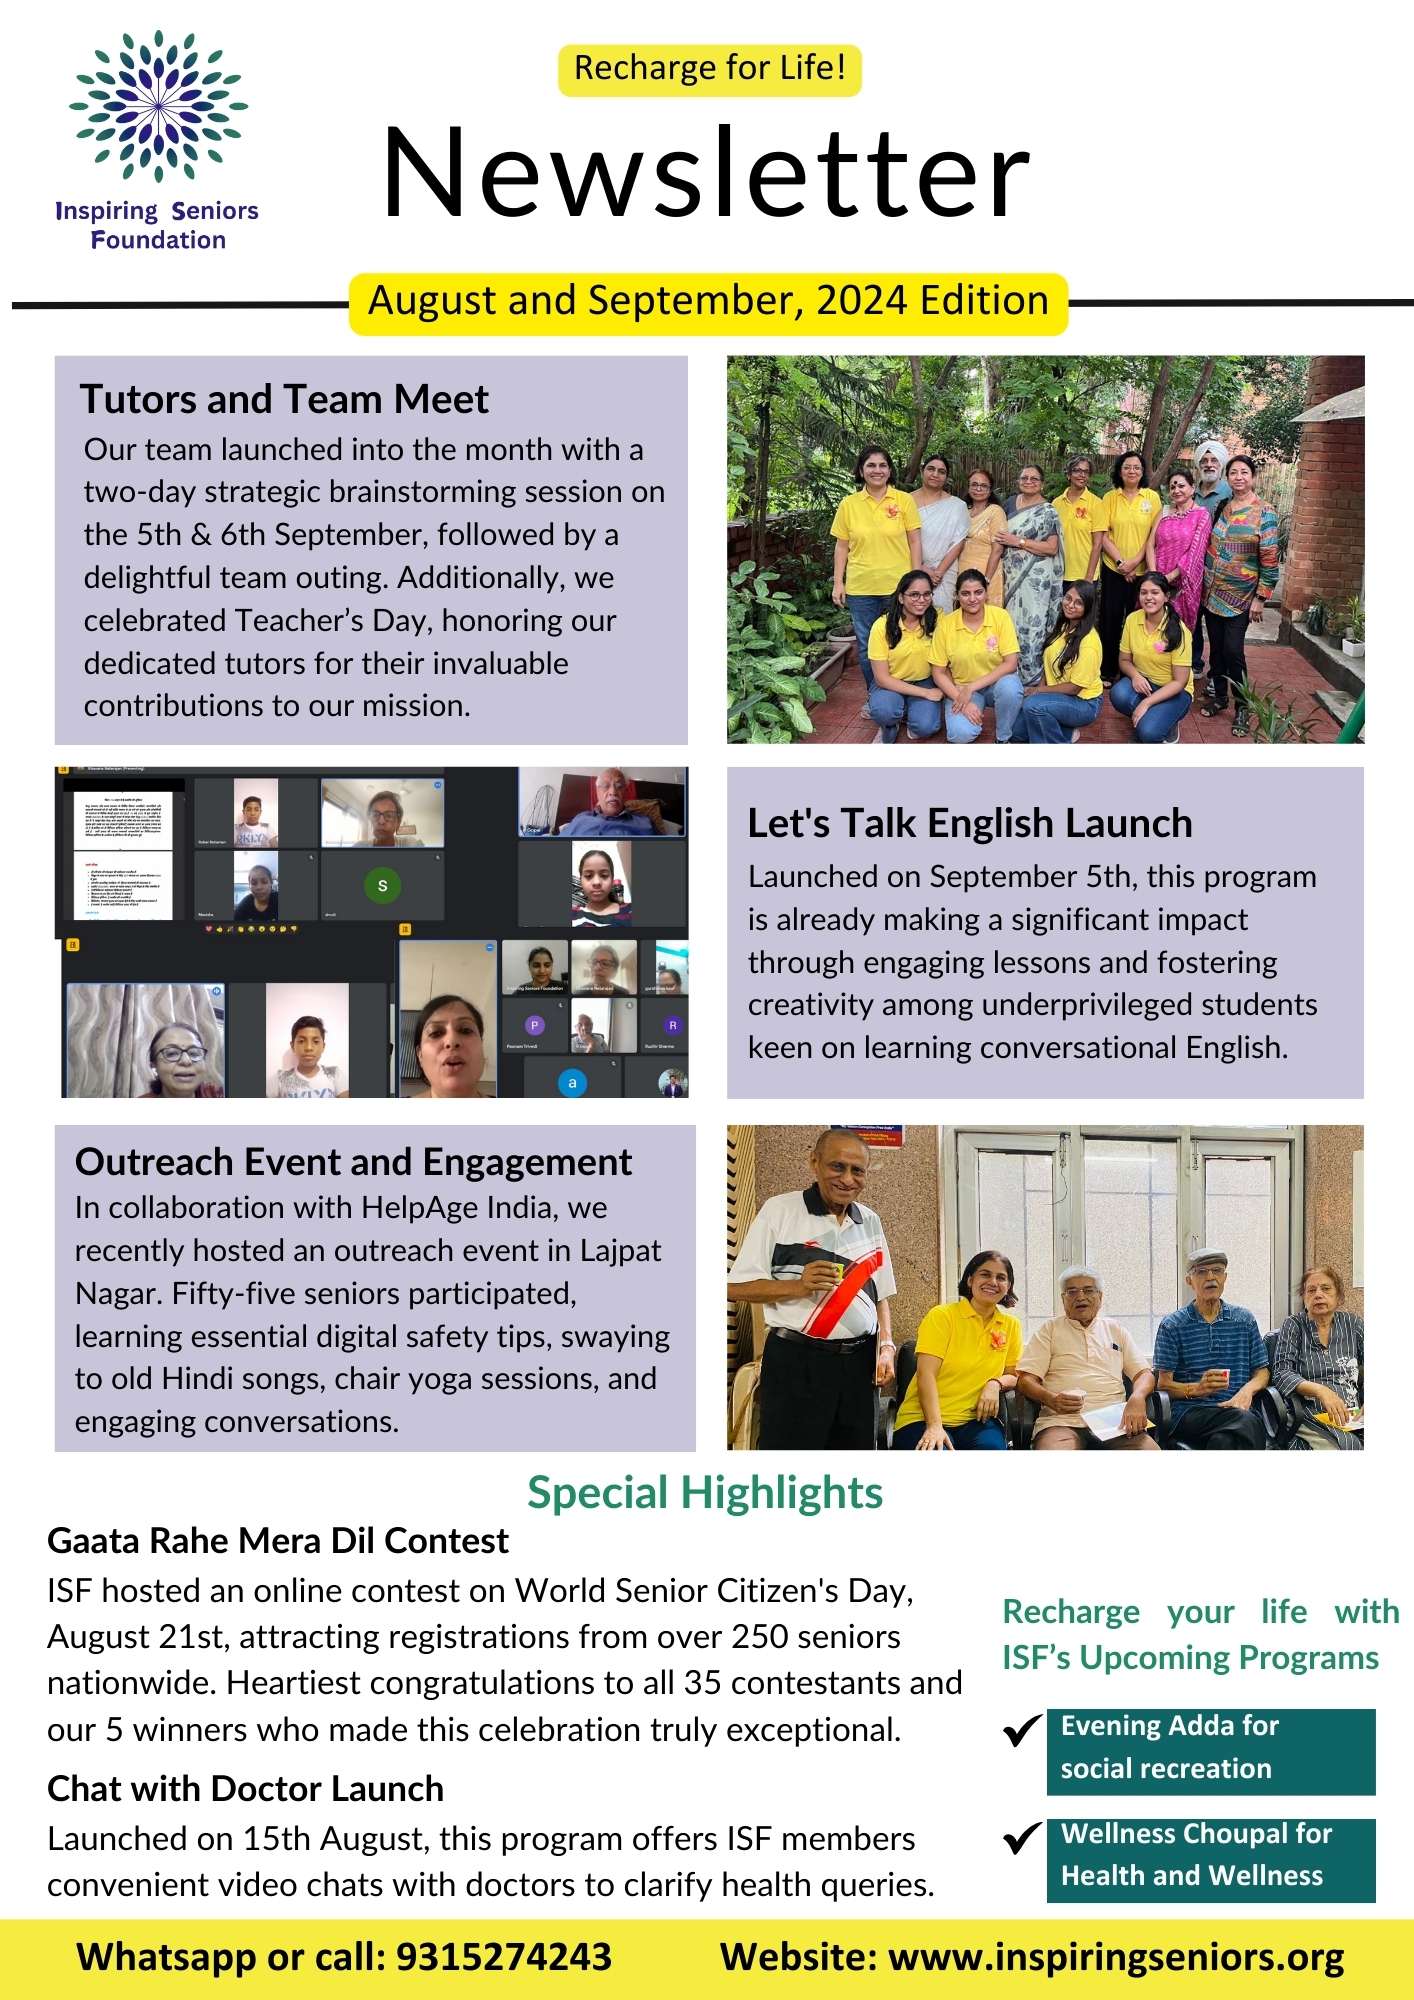 Inspiring Seniors
Foundation
Recharge for Life!
Newsletter
August and September, 2024 Edition
Tutors and Team Meet
Our team launched into the month with a
two-day strategic brainstorming session on
the 5th & 6th September, followed by a
delightful team outing. Additionally, we
celebrated Teacher’s Day, honoring our
dedicated tutors for their invaluable
contributions to our mission.
S
P
R
a
Let's Talk English Launch
Launched on September 5th, this program
is already making a significant impact
through engaging lessons and fostering
creativity among underprivileged students
keen on learning conversational English.
Outreach Event and Engagement
In collaboration with HelpAge India, we
recently hosted an outreach event in Lajpat
Nagar. Fifty-five seniors participated,
learning essential digital safety tips, swaying
to old Hindi songs, chair yoga sessions, and
engaging conversations.
Special Highlights
Gaata Rahe Mera Dil Contest
ISF hosted an online contest on World Senior Citizen's Day,
August 21st, attracting registrations from over 250 seniors
nationwide. Heartiest congratulations to all 35 contestants and
our 5 winners who made this celebration truly exceptional.
Chat with Doctor Launch
Launched on 15th August, this program offers ISF members
convenient video chats with doctors to clarify health queries.
Recharge your life with
ISF’s Upcoming Programs
Evening Adda for
social recreation
Wellness Choupal for
Health and Wellness
Whatsapp or call: 9315274243
Website: www.inspiringseniors.org